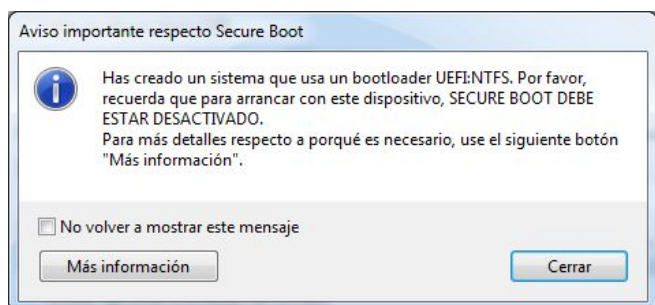 Aviso importante respecto Secure Boot
Has creado un sistema que usa un bootloader UEFI:NTFS. Por favor,
recuerda que para arrancar con este dispositivo, SECURE BOOT DEBE
ESTAR DESACTIVADO.
Para más detalles respecto a porqué es necesario, use el siguiente botón
"Más información".
No volver a mostrar este mensaje
Más información
Cerrar